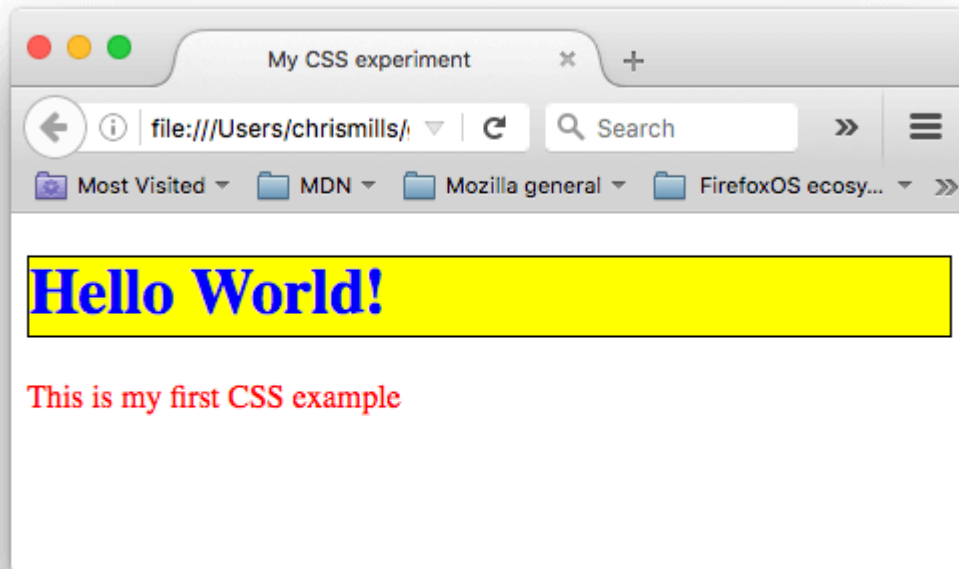 My CSS experiment
file:///Users/chrismills/
Search
Most Visited MDN Mozilla general FirefoxOS ecosy...
Hello World!
This is my first CSS example